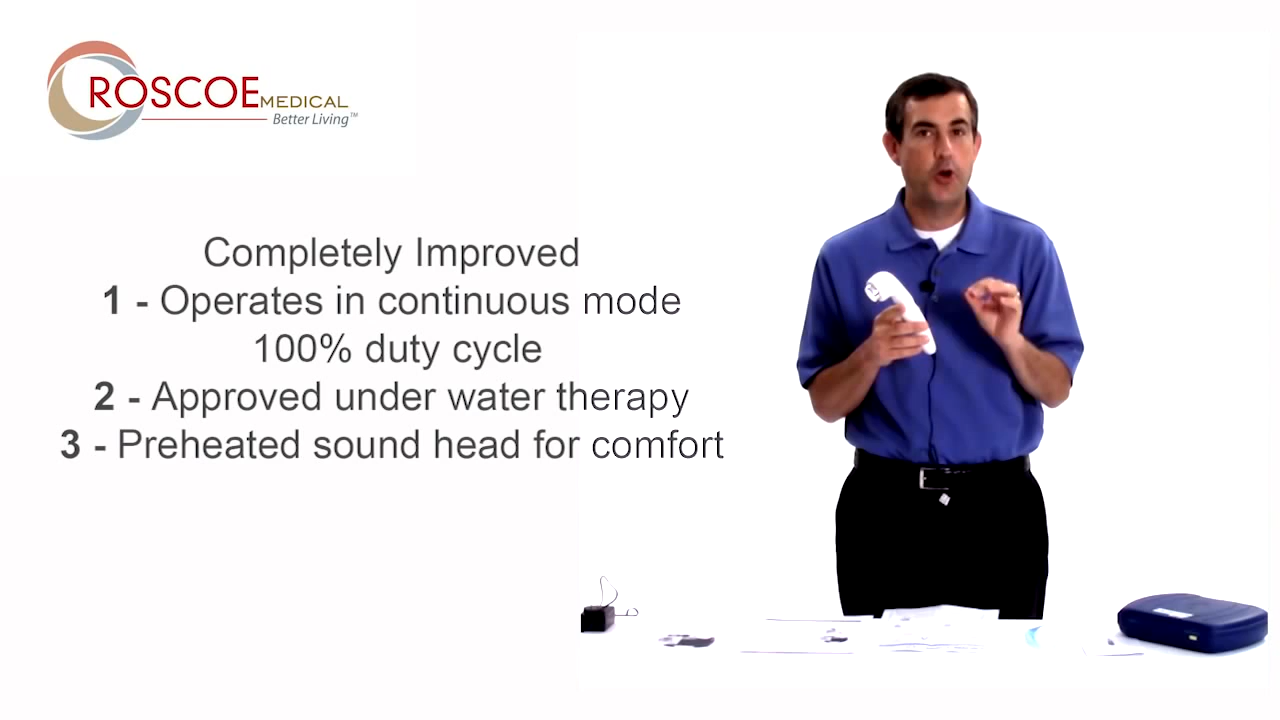 ROSCOE MEDICAL
Better Living™
Completely Improved
1 - Operates in continuous mode
100% duty cycle
2 - Approved under water therapy
3 - Preheated sound head for comfort